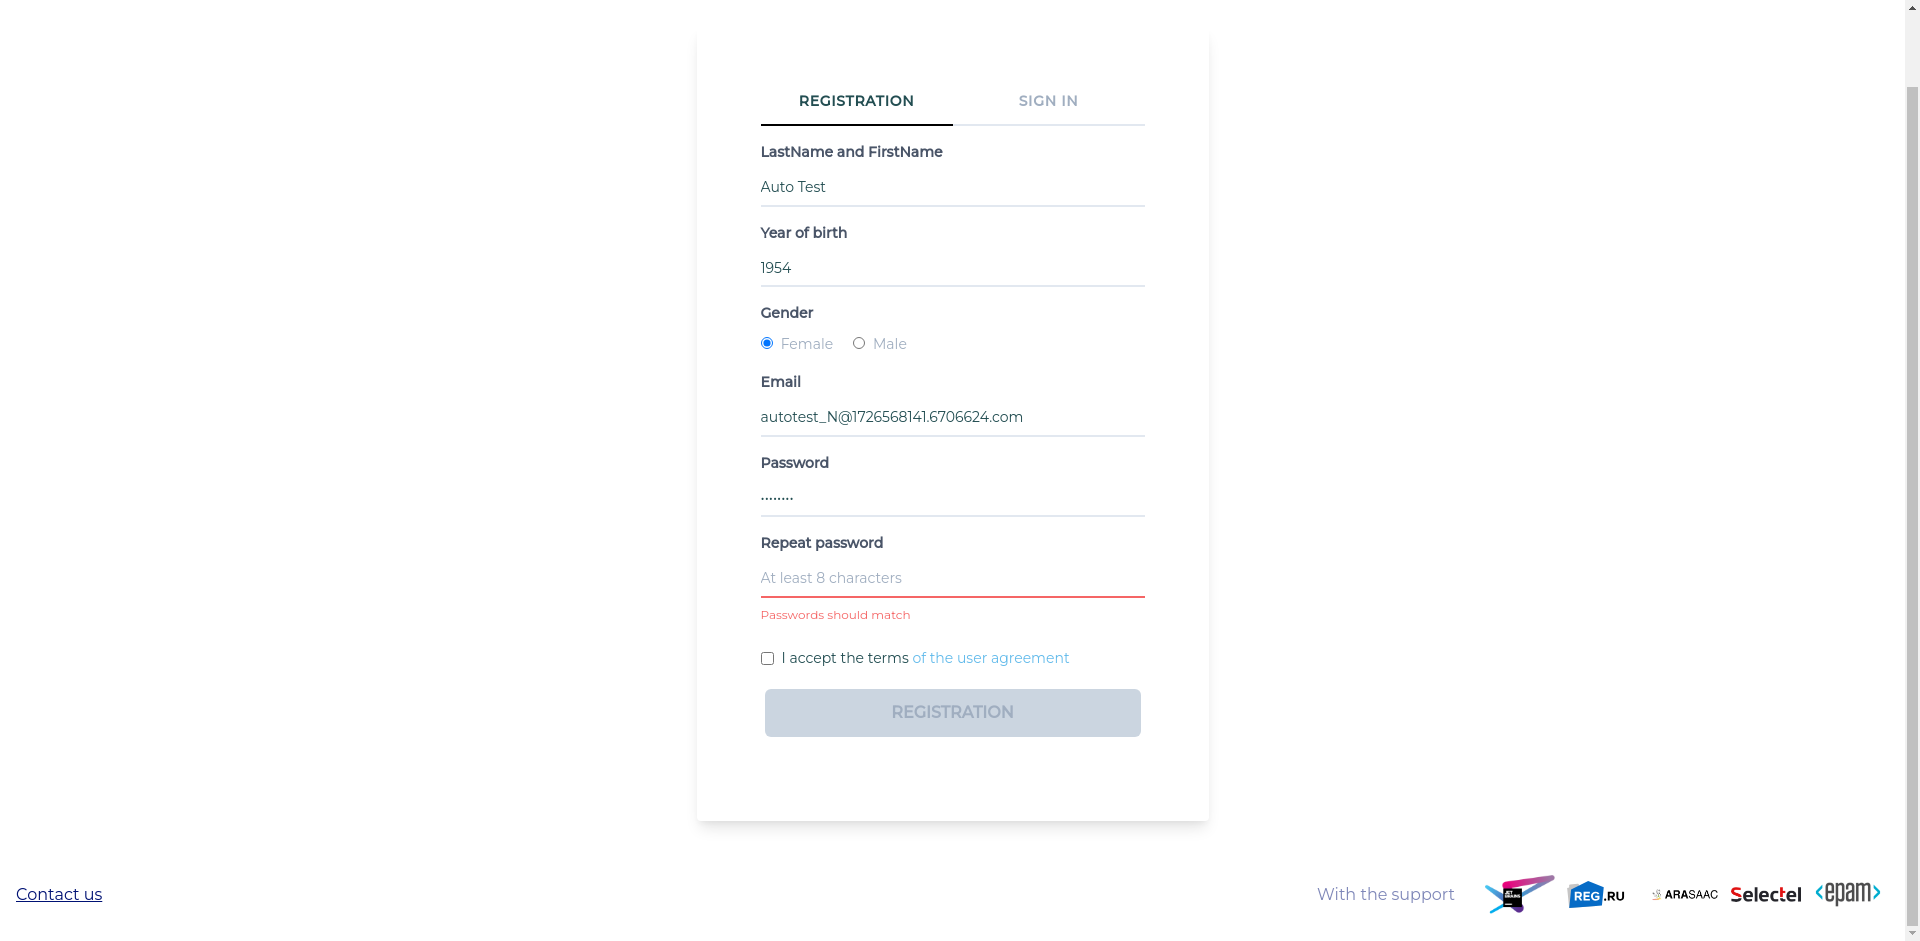 REGISTRATION
SIGN IN
LastName and FirstName
Auto Test
Year of birth
1954
Gender
Female
Male
Email
autotest_N@1726568141.6706624.com
Password
••••••••
Repeat password
At least 8 characters
Passwords should match
I accept the terms of the user agreement
REGISTRATION
Contact us
With the support
REG.RU
ARASAAC
Selectel
<epam>